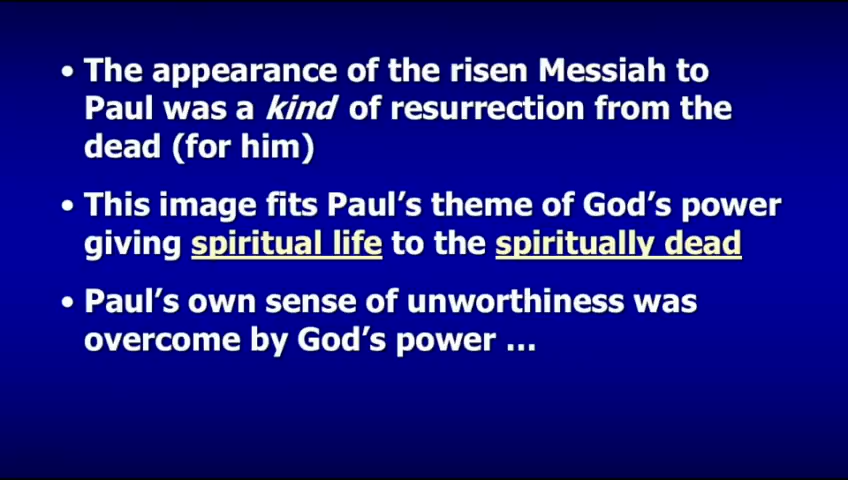 • The appearance of the risen Messiah to
Paul was a kind of resurrection from the
dead (for him)
• This image fits Paul’s theme of God’s power
giving spiritual life to the spiritually dead
• Paul’s own sense of unworthiness was
overcome by God’s power …